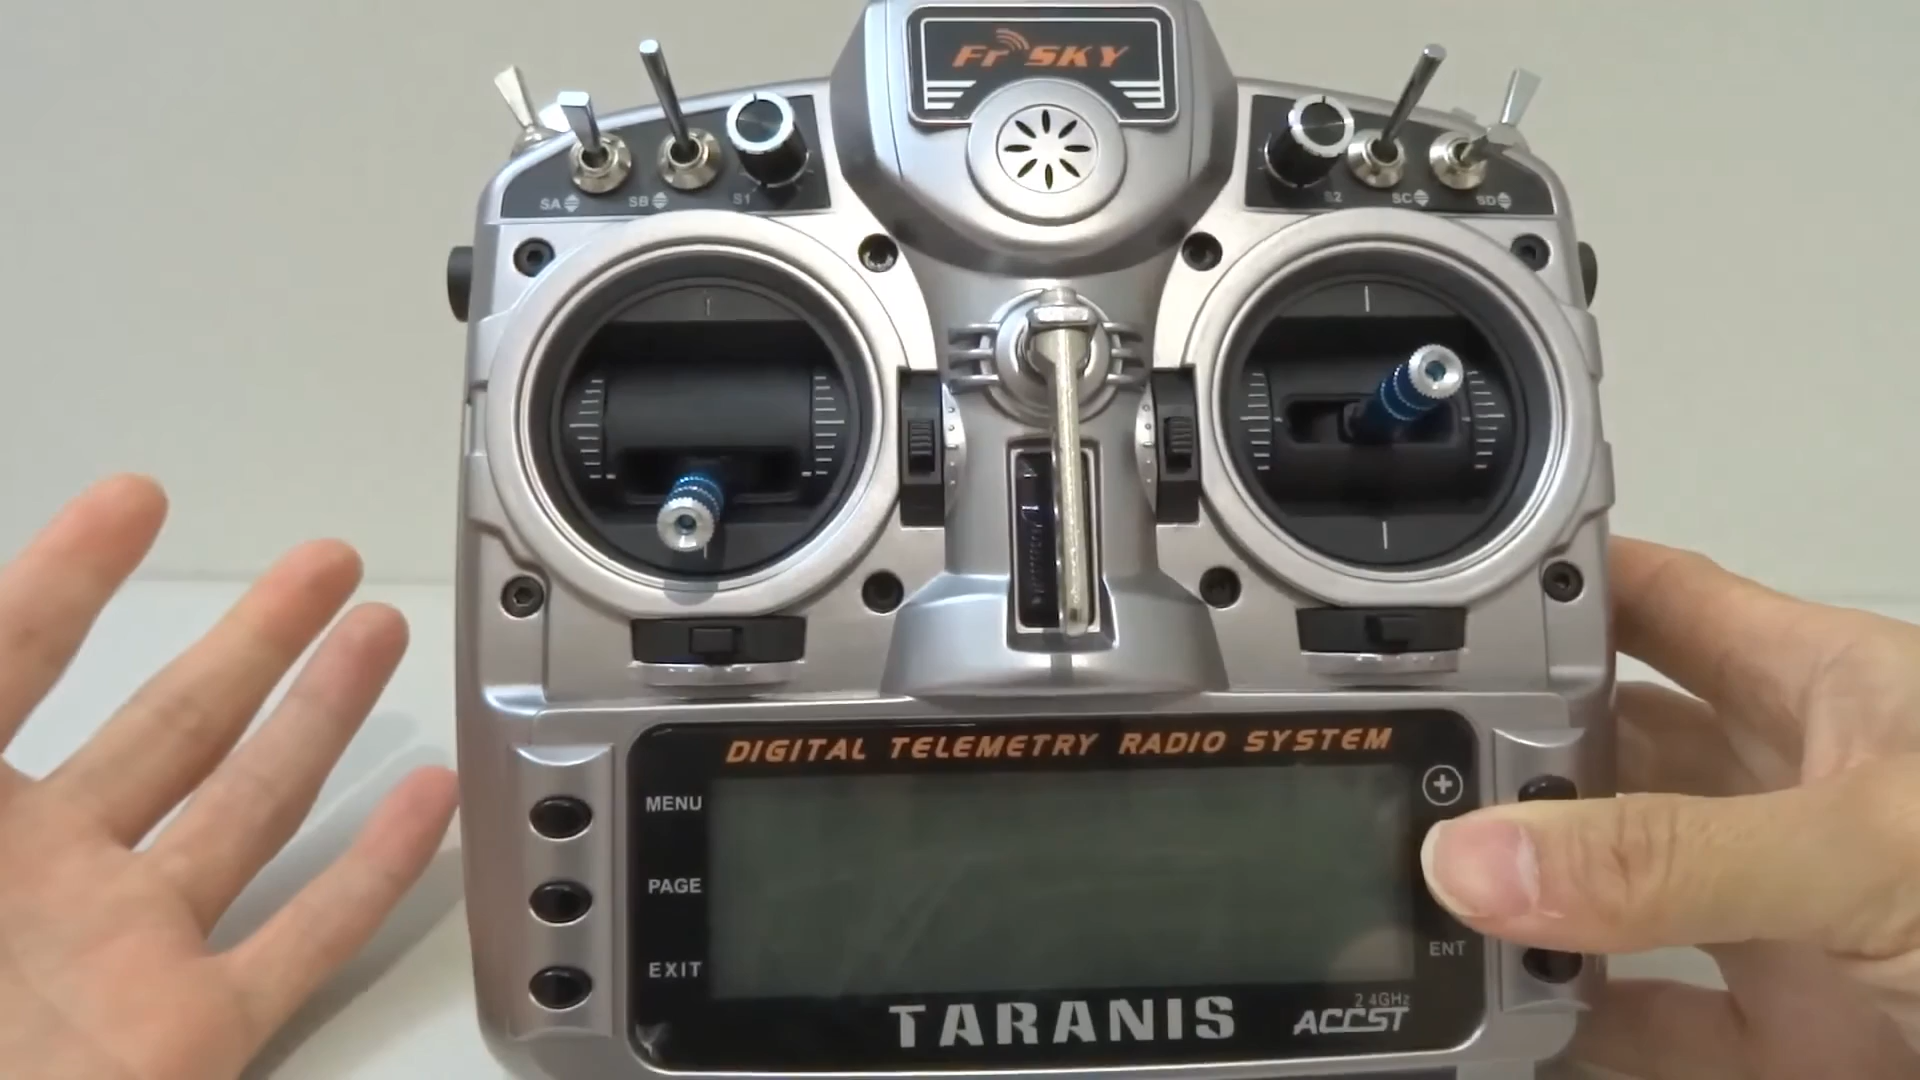 FrSKY
SA SB S1
S2 SC SD
DIGITAL TELEMETRY RADIO SYSTEM
MENU
PAGE
EXIT
ENT
TARANIS
2.4GHz
ACCST